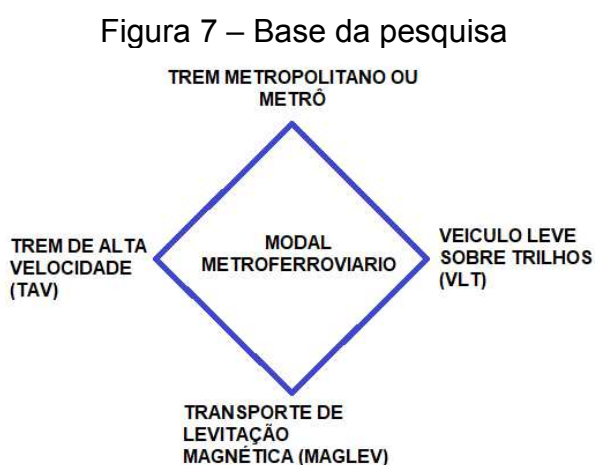 Figura 7 – Base da pesquisa
TREM METROPOLITANO OU
METRÔ
TREM DE ALTA
VELOCIDADE
(TAV)
MODAL
METROFERROVIARIO
VEICULO LEVE
SOBRE TRILHOS
(VLT)
TRANSPORTE DE
LEVITAÇÃO
MAGNÉTICA (MAGLEV)